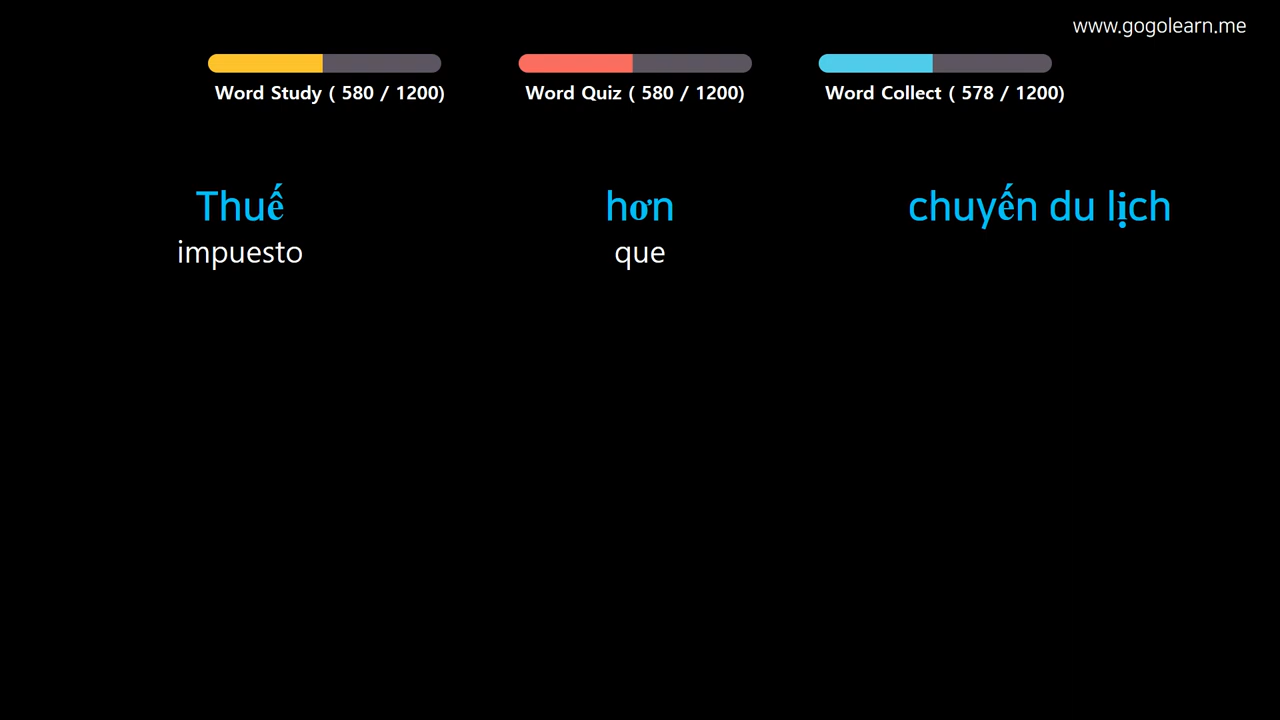 www.gogolearn.me
Word Study ( 580 / 1200)
Word Quiz ( 580 / 1200)
Word Collect ( 578 / 1200)
Thuế
impuesto
hơn
que
chuyến du lịch